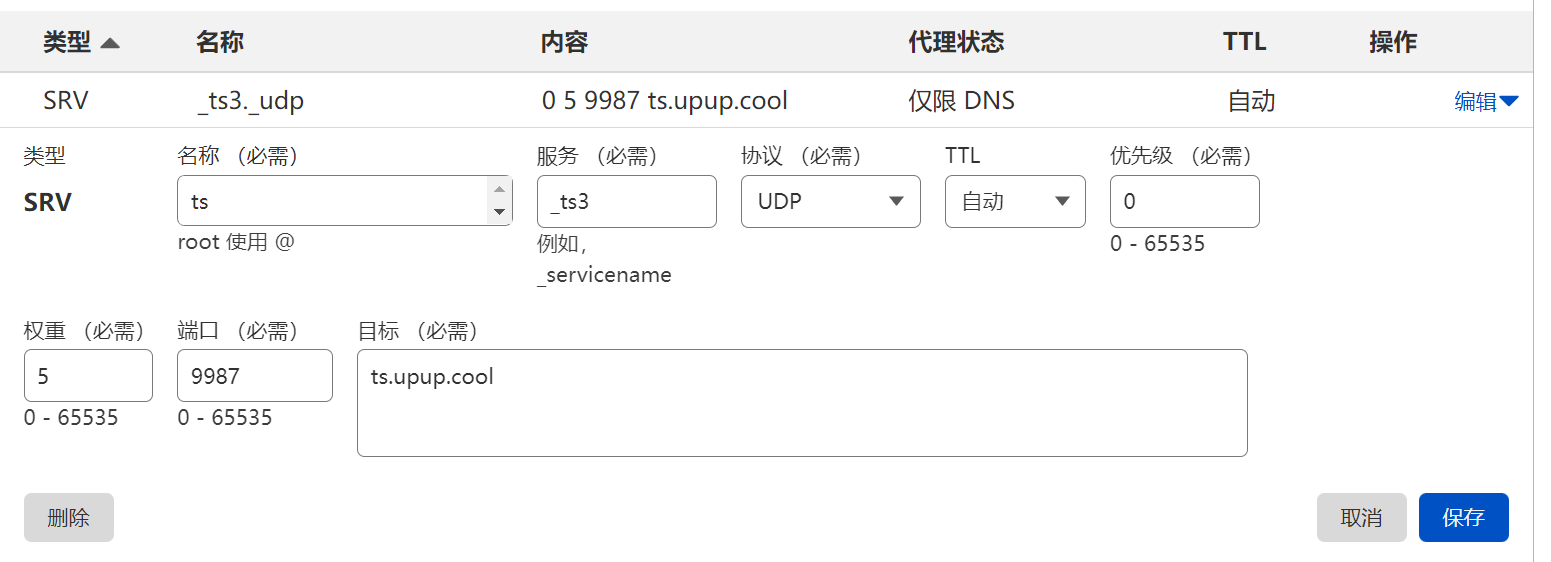 类型 名称 内容 代理状态 TTL 操作
SRV _ts3._udp 0 5 9987 ts.upup.cool 仅限 DNS 自动 编辑
类型 名称 （必需） 服务 （必需） 协议 （必需） TTL 优先级 （必需）
SRV ts _ts3 UDP 自动 0
root 使用 @ 例如， 0 - 65535
_servicename
权重 （必需） 端口 （必需） 目标 （必需）
5 9987 ts.upup.cool
0 - 65535 0 - 65535
删除 取消 保存